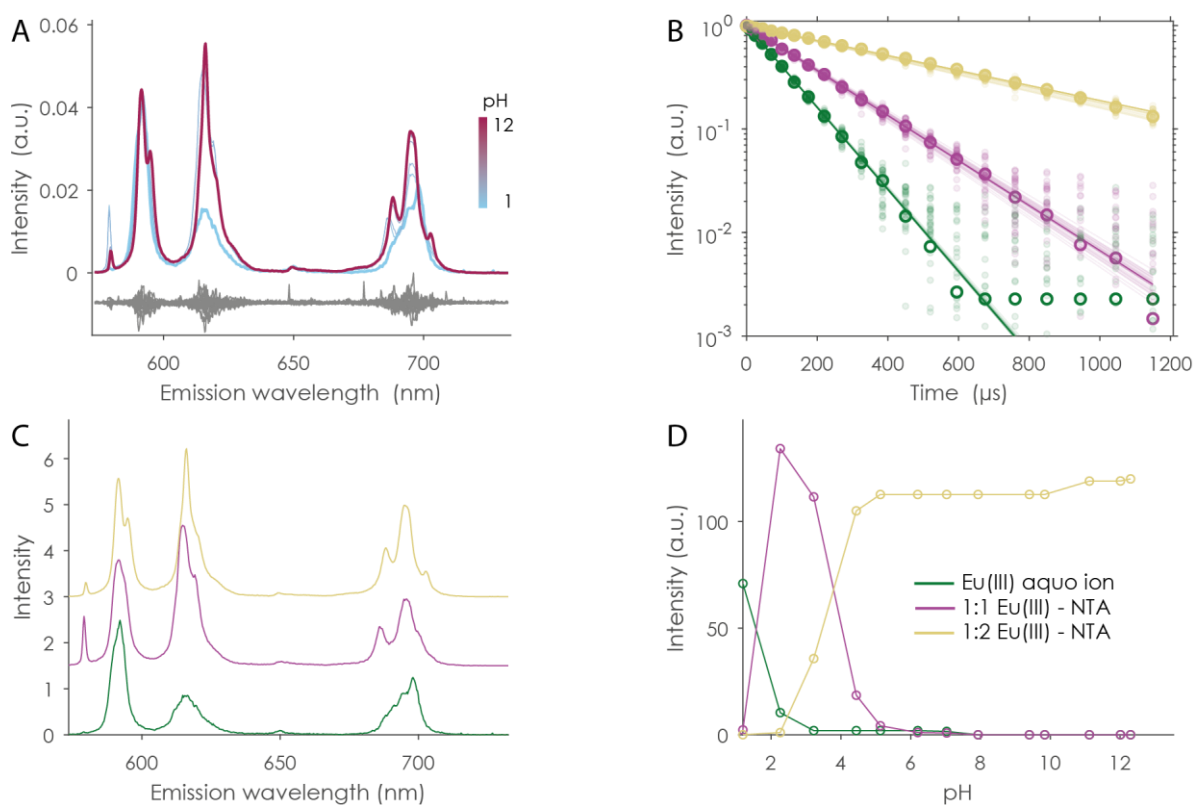 A
0.06
0.04
0.02
0
Intensity (a.u.)
pH
12
1
600
650
700
Emission wavelength (nm)
B
10⁰
10⁻¹
10⁻²
10⁻³
Intensity (a.u.)
0
200
400
600
800
1000
1200
Time (µs)
C
6
5
4
3
2
1
0
Intensity
600
650
700
Emission wavelength (nm)
D
100
50
0
Intensity (a.u.)
Eu(III) aquo ion
1:1 Eu(III) - NTA
1:2 Eu(III) - NTA
2
4
6
8
10
12
pH